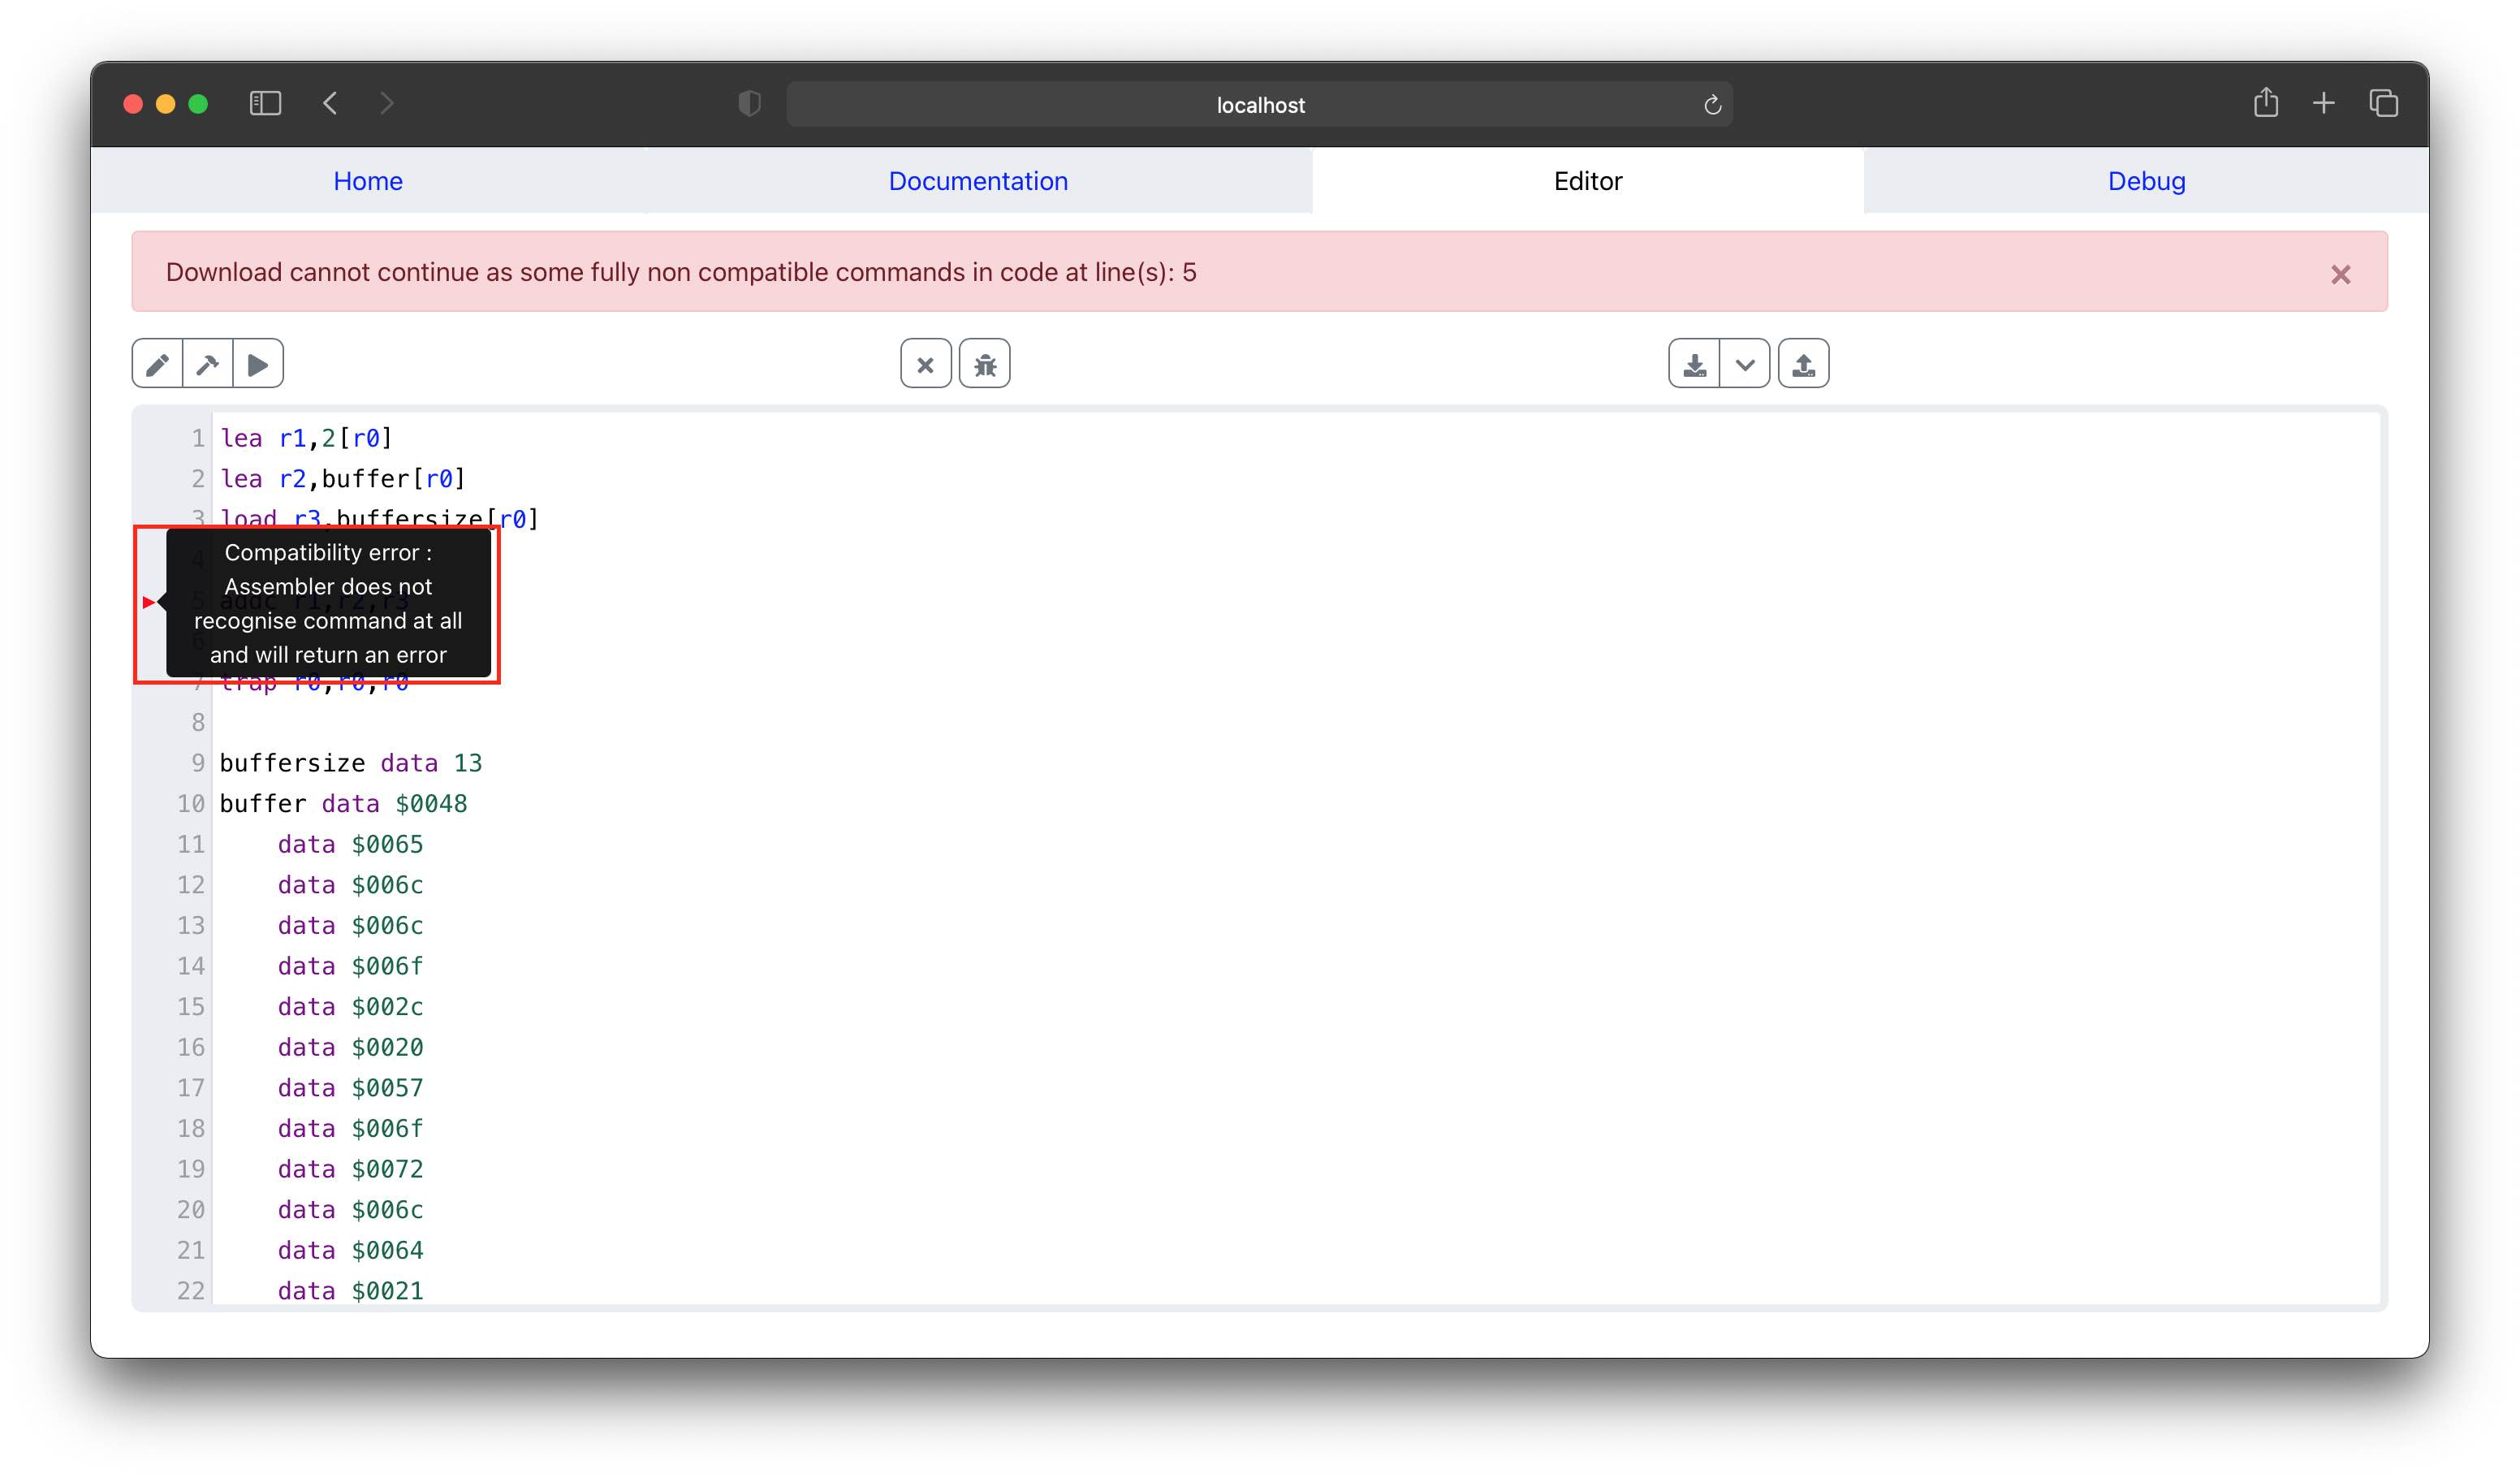 localhost
Home Documentation Editor Debug
Download cannot continue as some fully non compatible commands in code at line(s): 5
1 lea r1,2[r0]
2 lea r2,buffer[r0]
3 load r3,buffersize[r0]
4
Compatibility error :
Assembler does not
recognise command at all
and will return an error
5 addc r1,r2,r3
6
7 trap r0,r0,r0
8
9 buffersize data 13
10 buffer data $0048
11 data $0065
12 data $006c
13 data $006c
14 data $006f
15 data $002c
16 data $0020
17 data $0057
18 data $006f
19 data $0072
20 data $006c
21 data $0064
22 data $0021